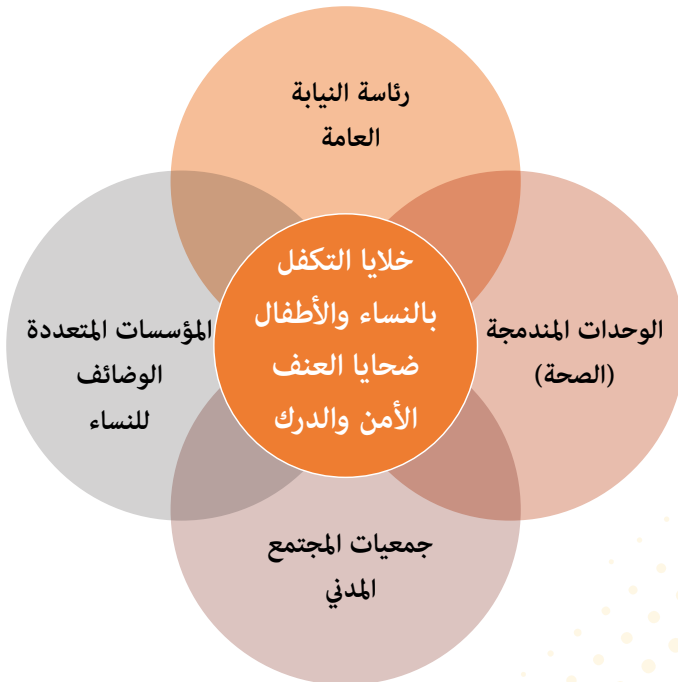 رئاسة النيابة
العامة
خلايا التكفل
بالنساء والأطفال
ضحايا العنف
الأمن والدرك
الوحدات المندمجة
(الصحة)
المؤسسات المتعددة
الوضائف
للنساء
جمعيات المجتمع
المدني